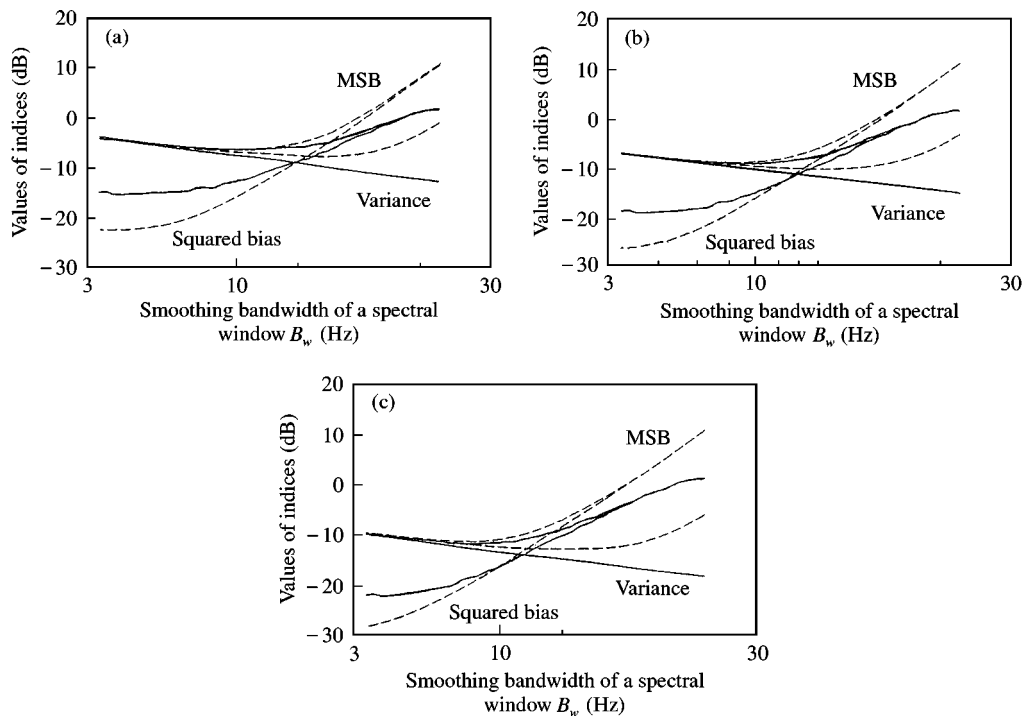 (a)
Values of indices (dB)
20
10
0
−10
−20
−30
MSB
Variance
Squared bias
3
10
30
Smoothing bandwidth of a spectral
window B_w (Hz)
(b)
Values of indices (dB)
20
10
0
−10
−20
−30
MSB
Variance
Squared bias
3
10
30
Smoothing bandwidth of a spectral
window B_w (Hz)
(c)
Values of indices (dB)
20
10
0
−10
−20
−30
MSB
Variance
Squared bias
3
10
30
Smoothing bandwidth of a spectral
window B_w (Hz)